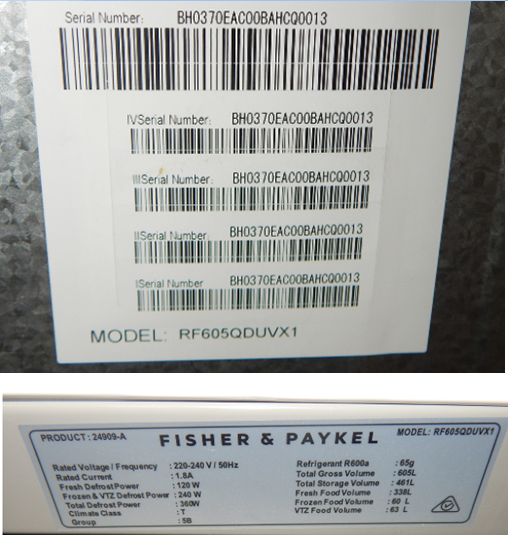 Serial Number: BH0370EAC00BAHCQ0013
IVSerial Number: BH0370EAC00BAHCQ0013
IIISerial Number: BH0370EAC00BAHCQ0013
IISerial Number: BH0370EAC00BAHCQ0013
ISerial Number BH0370EAC00BAHCQ0013
MODEL: RF605QDUVX1
PRODUCT : 24909-A FISHER & PAYKEL MODEL: RF605QDUVX1
Rated Voltage / Frequency : 220-240 V / 50Hz
Rated Current : 1.8A
Fresh Defrost Power : 120 W
Frozen & VTZ Defrost Power : 240 W
Total Defrost Power : 360W
Climate Class : T
Group : 5B
Refrigerant R600a : 65g
Total Gross Volume : 605L
Total Storage Volume : 461L
Fresh Food Volume : 338L
Frozen Food Volume : 60 L
VTZ Food Volume : 63 L